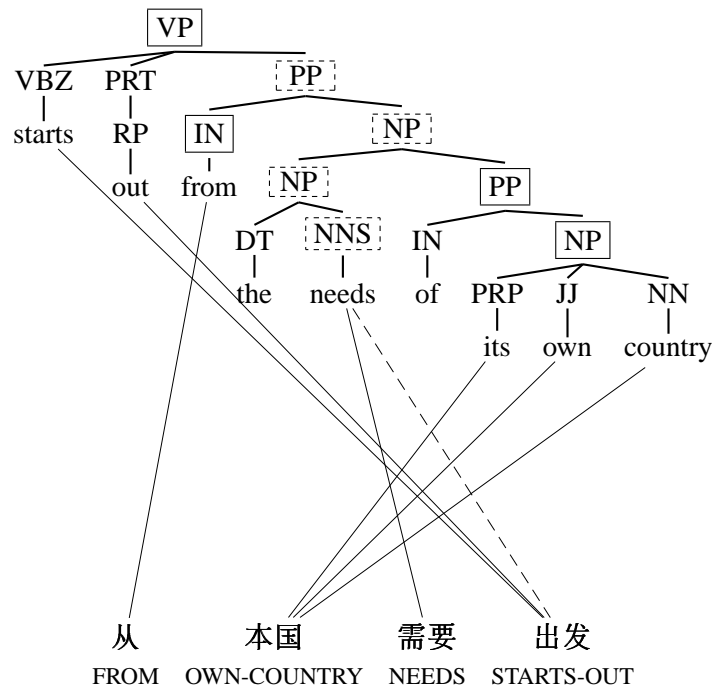 VP
VBZ PRT PP
starts RP IN NP
out from NP PP
DT NNS IN NP
the needs of PRP JJ NN
its own country
从 本国 需要 出发
FROM OWN-COUNTRY NEEDS STARTS-OUT